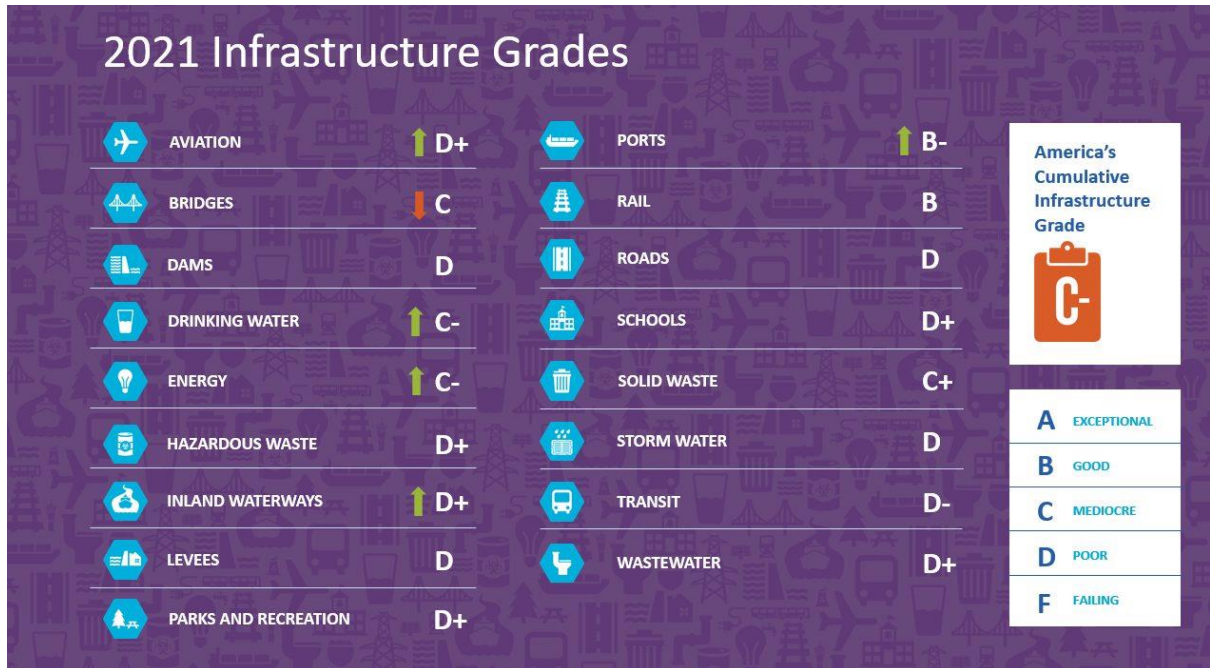 2021 Infrastructure Grades
AVIATION D+
BRIDGES C
DAMS D
DRINKING WATER C-
ENERGY C-
HAZARDOUS WASTE D+
INLAND WATERWAYS D+
LEVEES D
PARKS AND RECREATION D+
PORTS B-
RAIL B
ROADS D
SCHOOLS D+
SOLID WASTE C+
STORM WATER D
TRANSIT D-
WASTEWATER D+
America's
Cumulative
Infrastructure
Grade
C-
A EXCEPTIONAL
B GOOD
C MEDIOCRE
D POOR
F FAILING